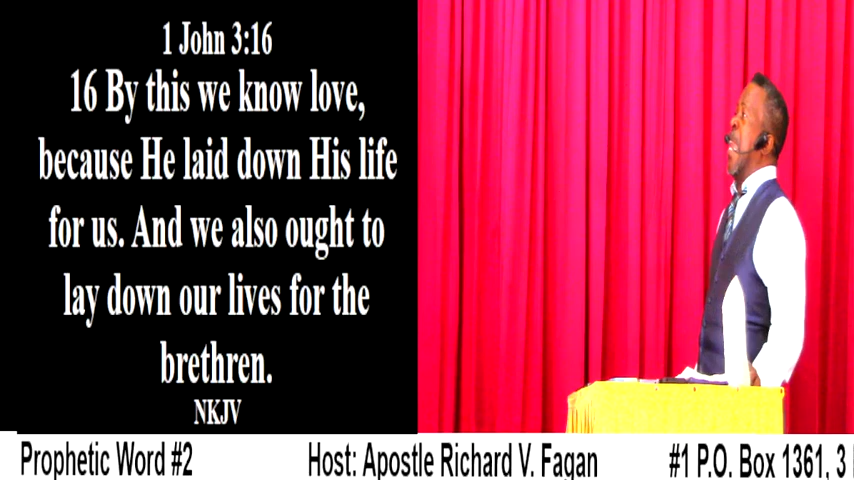 1 John 3:16
16 By this we know love,
because He laid down His life
for us. And we also ought to
lay down our lives for the
brethren.
NKJV
Prophetic Word #2 Host: Apostle Richard V. Fagan #1 P.O. Box 1361, 3